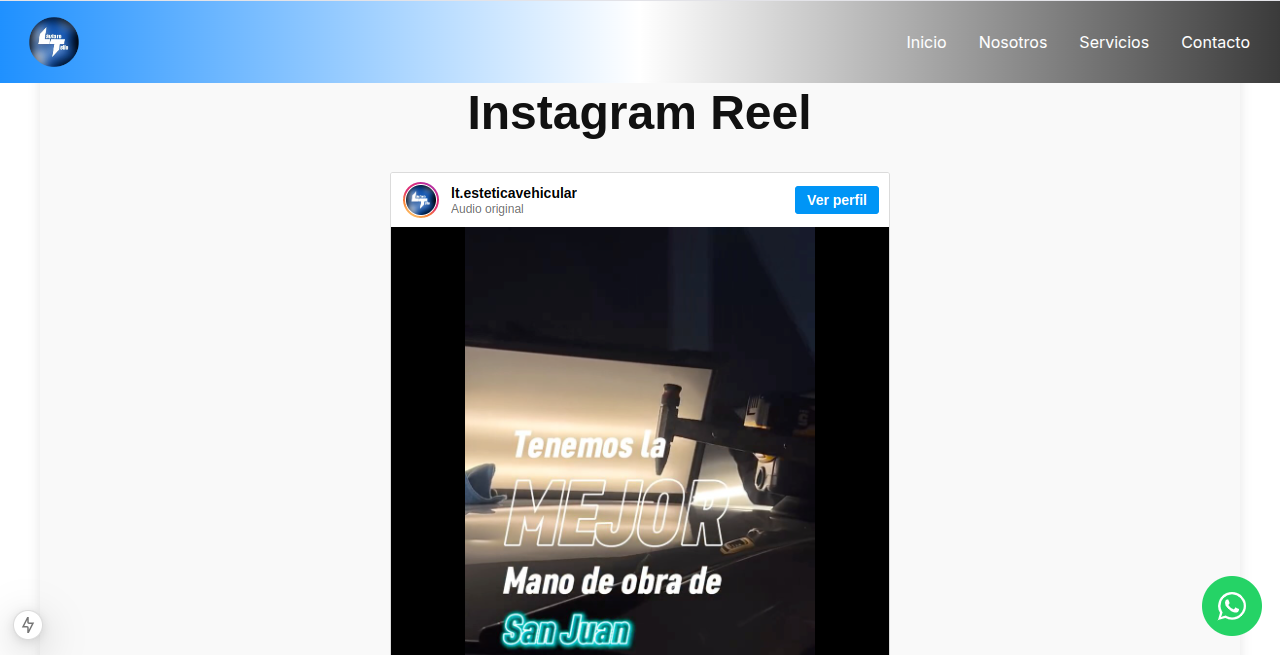 Inicio Nosotros Servicios Contacto
Instagram Reel
lt.esteticavehicular
Audio original
Ver perfil
Tenemos la
MEJOR
Mano de obra de
San Juan